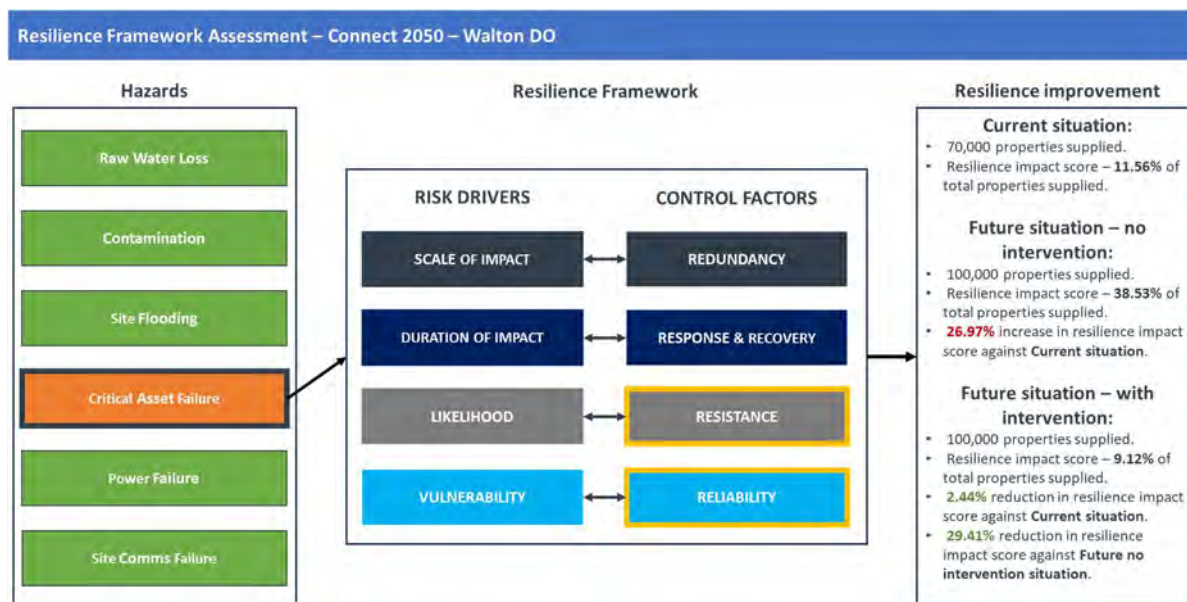 Resilience Framework Assessment – Connect 2050 – Walton DO
Hazards
Raw Water Loss
Contamination
Site Flooding
Critical Asset Failure
Power Failure
Site Comms Failure
Resilience Framework
RISK DRIVERS
CONTROL FACTORS
SCALE OF IMPACT
REDUNDANCY
DURATION OF IMPACT
RESPONSE & RECOVERY
LIKELIHOOD
RESISTANCE
VULNERABILITY
RELIABILITY
Resilience improvement
Current situation:
• 70,000 properties supplied.
• Resilience impact score – 11.56% of
total properties supplied.
Future situation – no
intervention:
• 100,000 properties supplied.
• Resilience impact score – 38.53% of
total properties supplied.
• 26.97% increase in resilience impact
score against Current situation.
Future situation – with
intervention:
• 100,000 properties supplied.
• Resilience impact score – 9.12% of
total properties supplied.
• 2.44% reduction in resilience impact
score against Current situation.
• 29.41% reduction in resilience
impact score against Future no
intervention situation.